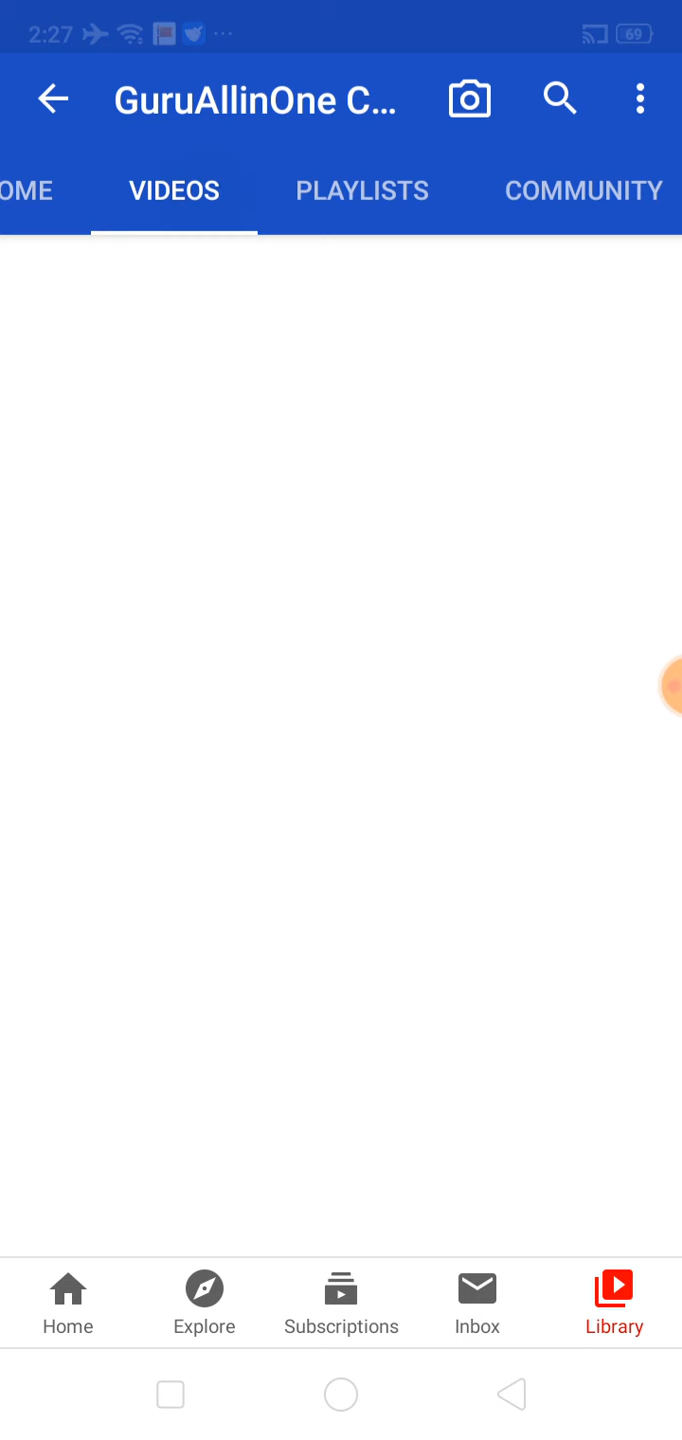 2:27 69
GuruAllinOne C...
OME VIDEOS PLAYLISTS COMMUNITY
Home Explore Subscriptions Inbox Library